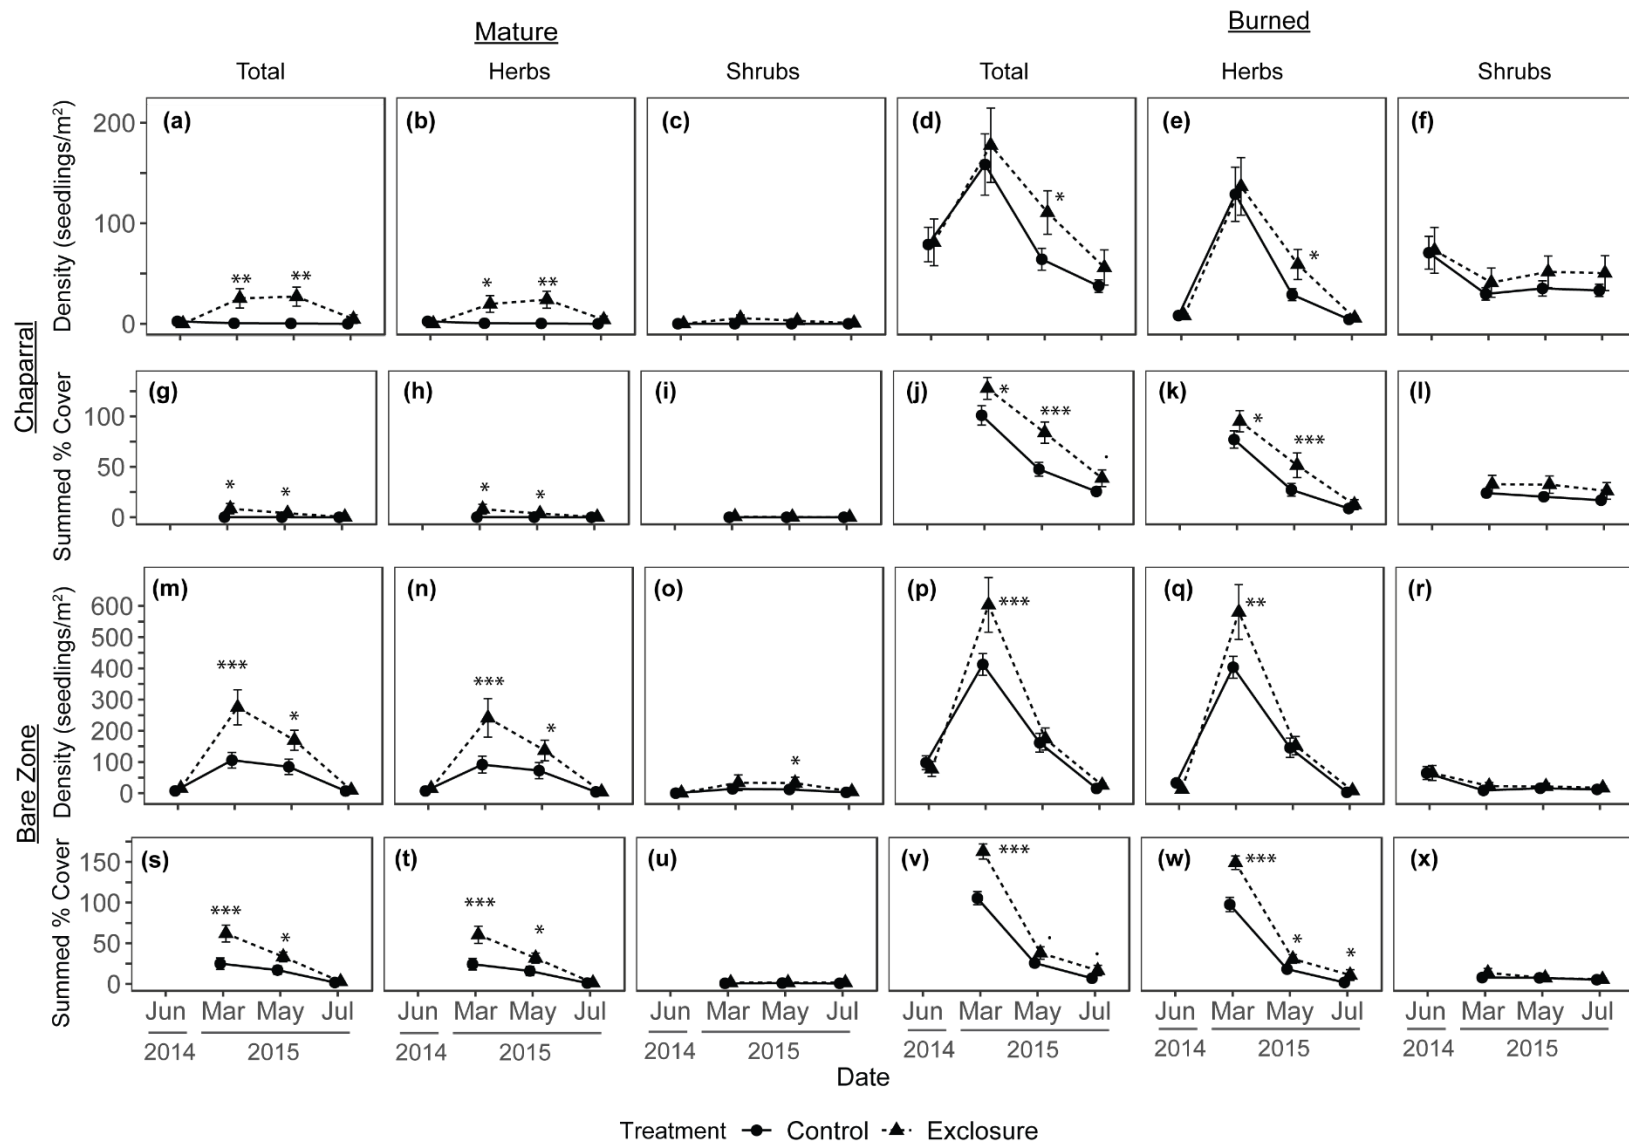 Mature
Burned
Total Herbs Shrubs Total Herbs Shrubs
Chaparral
Density (seedlings/m²)
200
100
0
(a) ** **
(b) * **
(c)
(d) *
(e) *
(f)
Summed % Cover
100
50
0
(g) * *
(h) * *
(i)
(j) * *** .
(k) * ***
(l)
Bare Zone
Density (seedlings/m²)
600
500
400
300
200
100
0
(m) *** *
(n) *** *
(o) *
(p) ***
(q) **
(r)
Summed % Cover
150
100
50
0
(s) *** *
(t) *** *
(u)
(v) *** . .
(w) *** * *
(x)
Jun Mar May Jul Jun Mar May Jul Jun Mar May Jul Jun Mar May Jul Jun Mar May Jul Jun Mar May Jul
2014 2015 2014 2015 2014 2015 2014 2015 2014 2015 2014 2015
Date
Treatment Control Exclosure